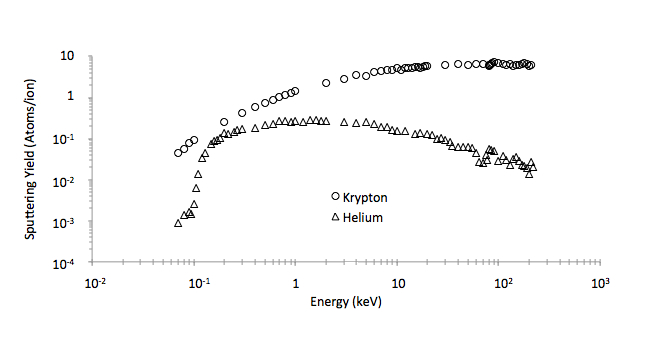 Sputtering Yield (Atoms/ion)
10
1
10⁻¹
10⁻²
10⁻³
10⁻⁴
Krypton
Helium
10⁻² 10⁻¹ 1 10 10² 10³
Energy (keV)